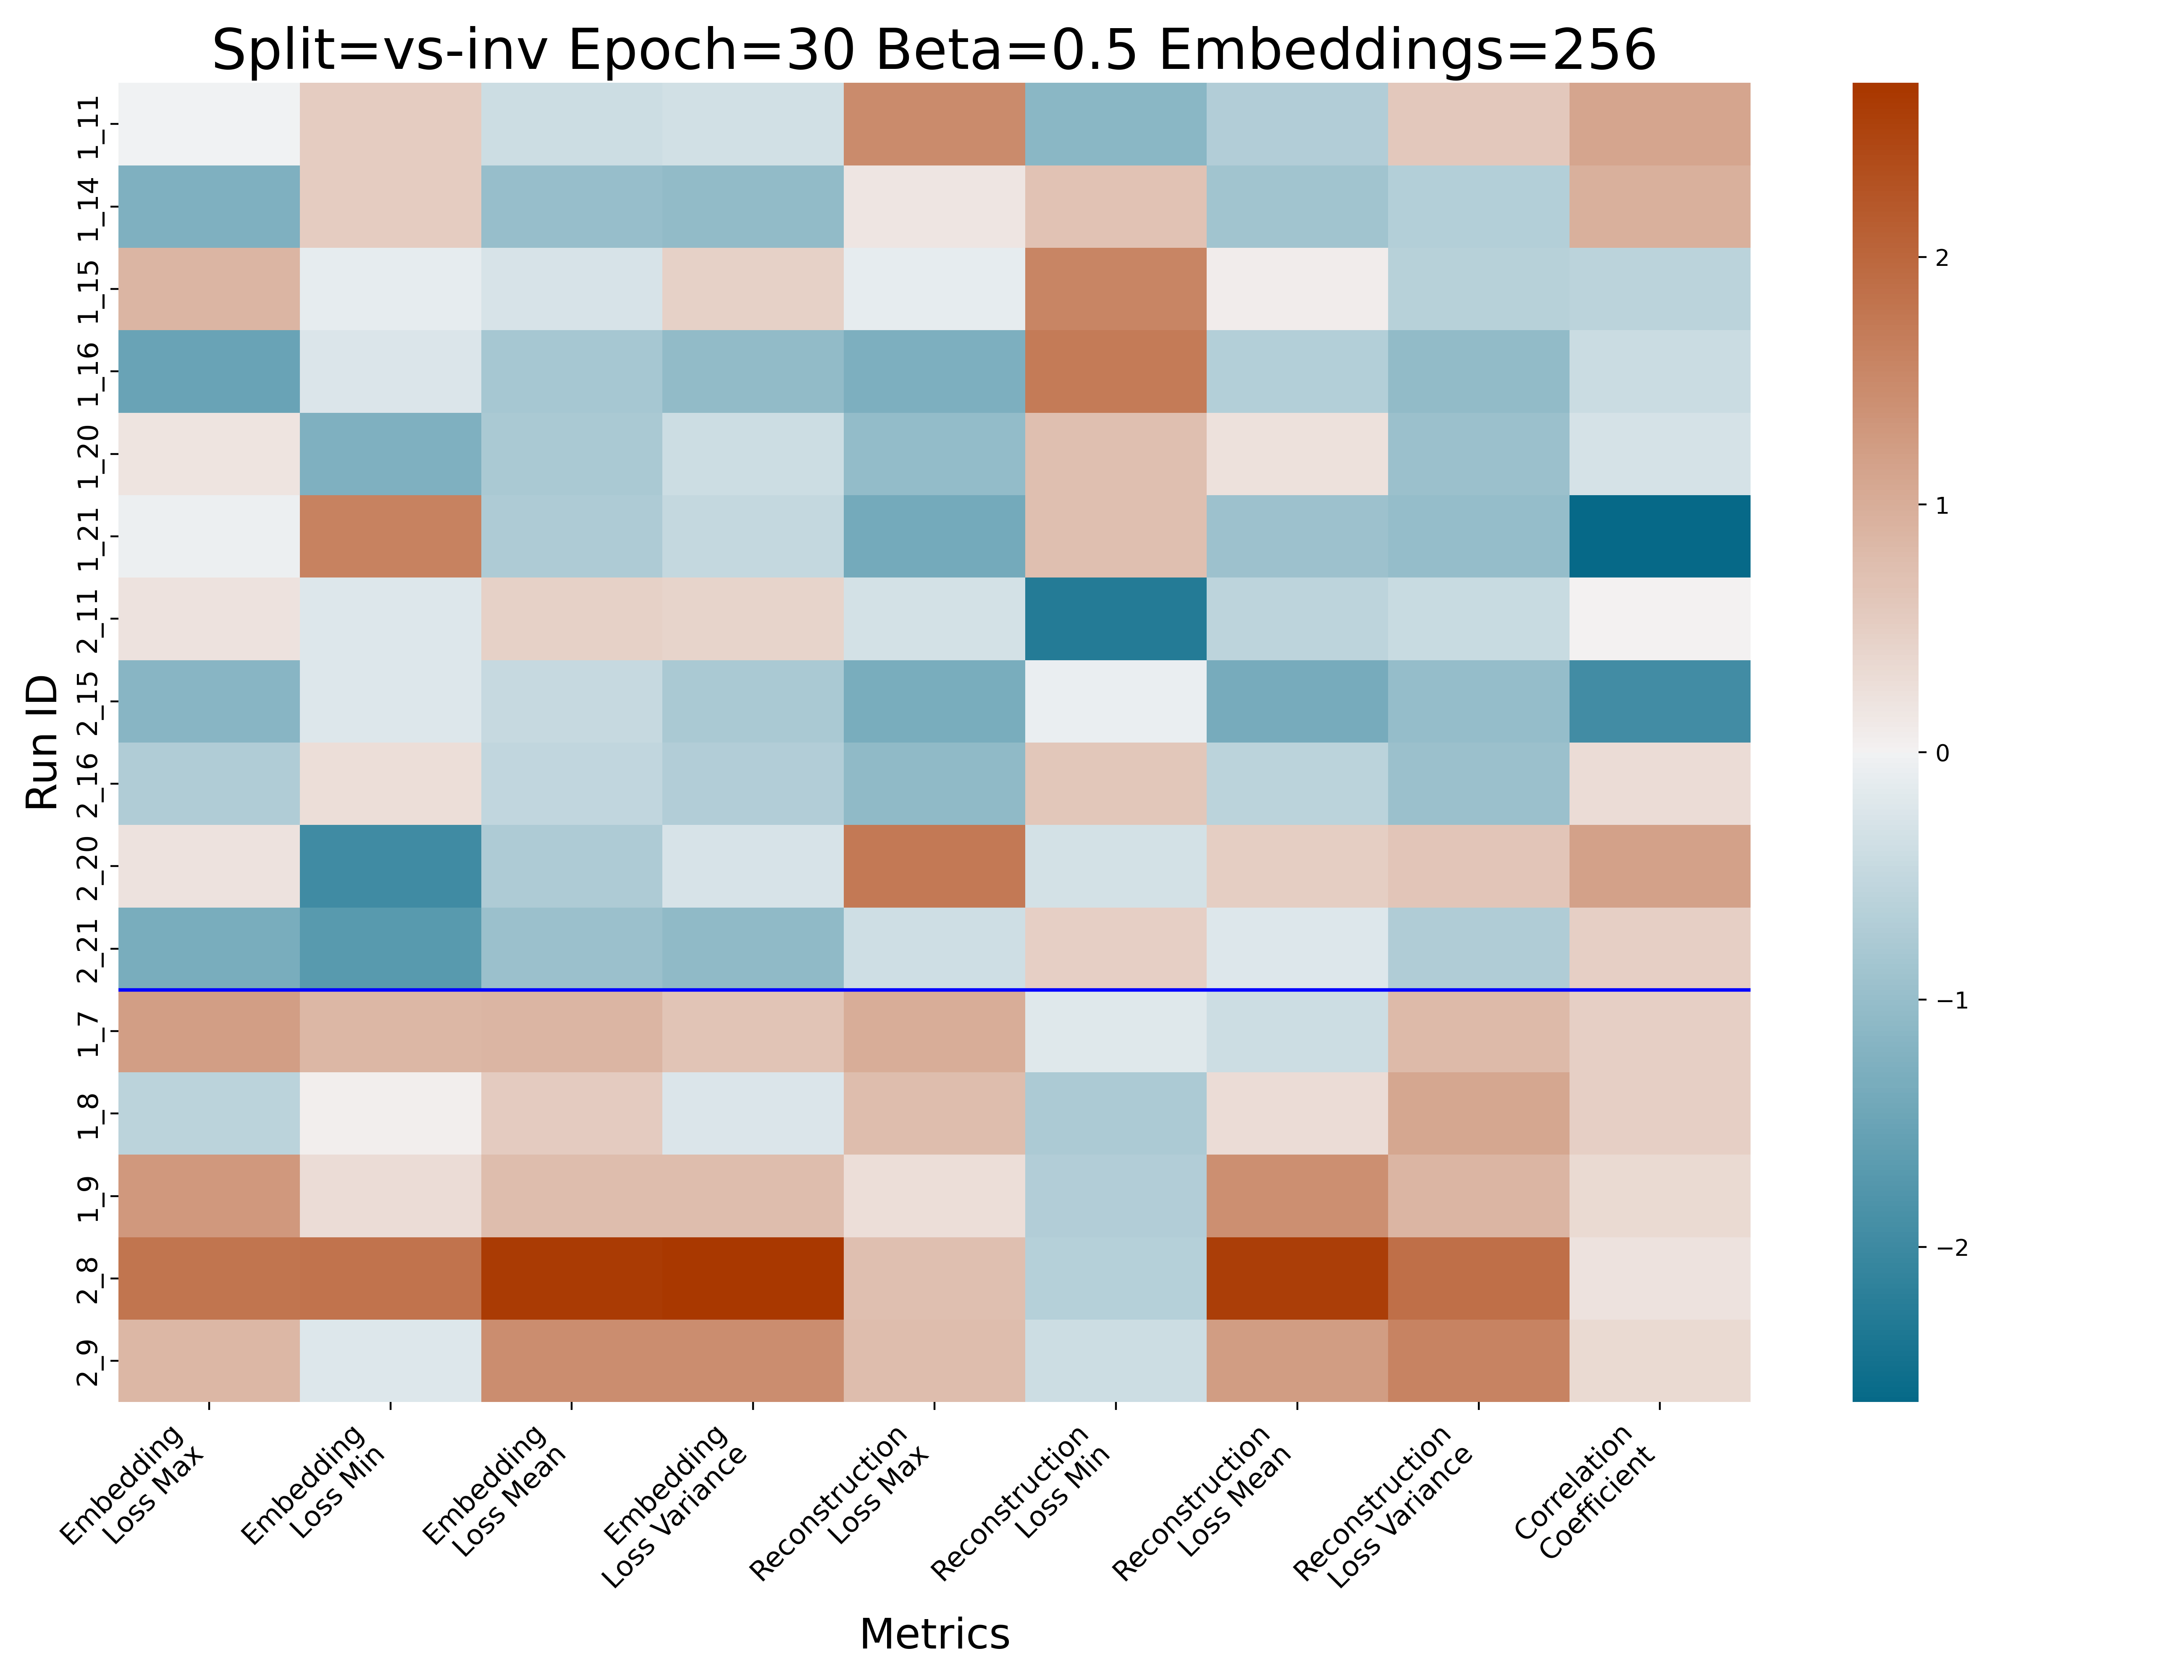 Split=vs-inv Epoch=30 Beta=0.5 Embeddings=256
Run ID
1_11
1_14
1_15
1_16
1_20
1_21
2_11
2_15
2_16
2_20
2_21
1_7
1_8
1_9
2_8
2_9
Embedding
Loss Max
Embedding
Loss Min
Embedding
Loss Mean
Embedding
Loss Variance
Reconstruction
Loss Max
Reconstruction
Loss Min
Reconstruction
Loss Mean
Reconstruction
Loss Variance
Correlation
Coefficient
Metrics
2
1
0
−1
−2